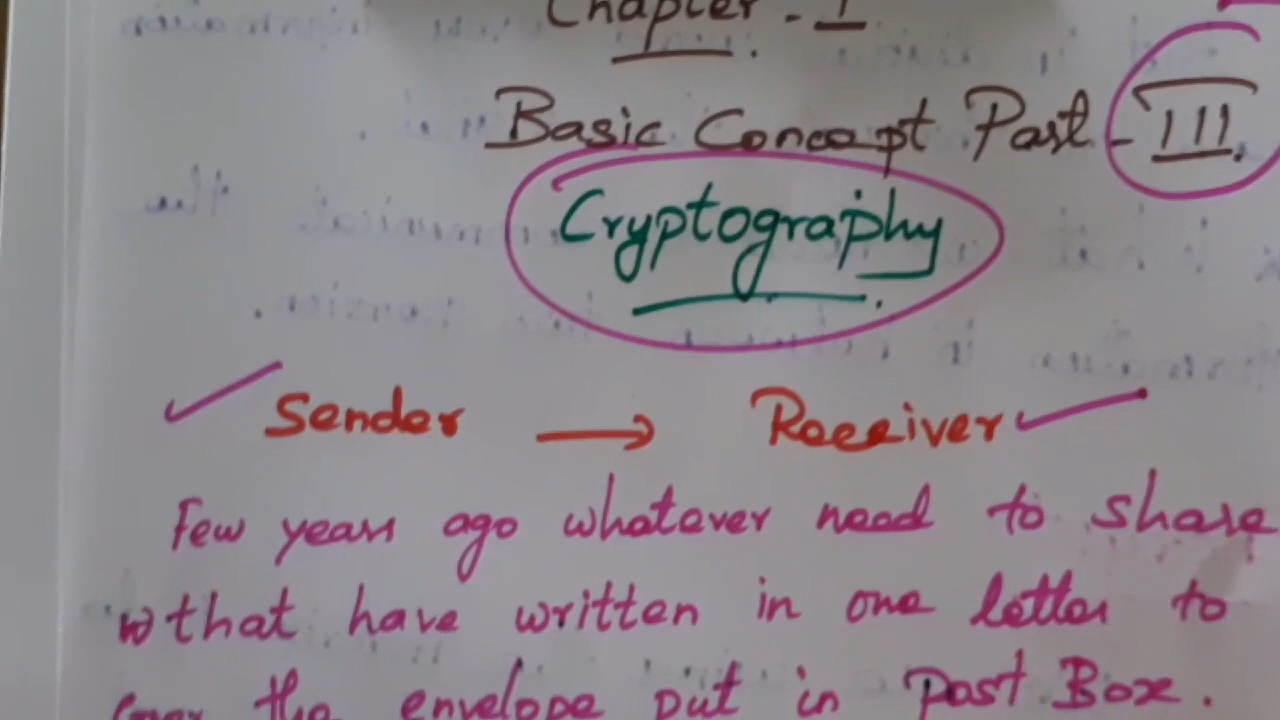 Chapter - I
Basic Concept Part - III.
Cryptography.
Sender → Receiver
Few years ago whatever need to share
that have written in one letter to
the envelope put in Post Box.